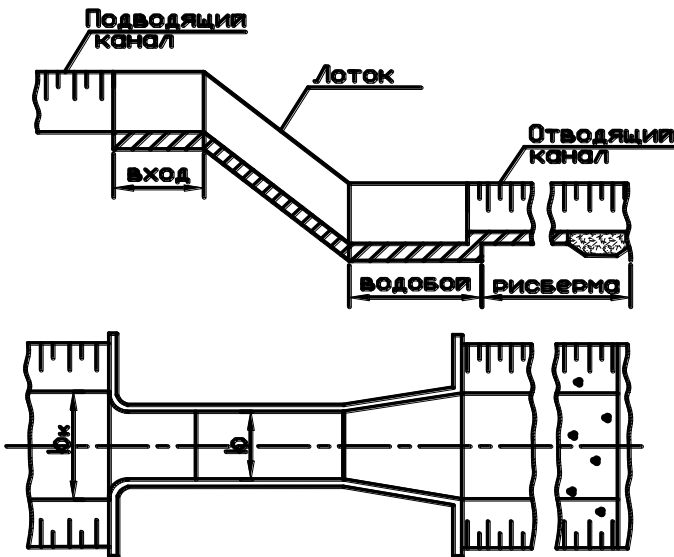 Подводящий
канал
Лоток
Отводящий
канал
вход
водобой
рисберма
bк
b